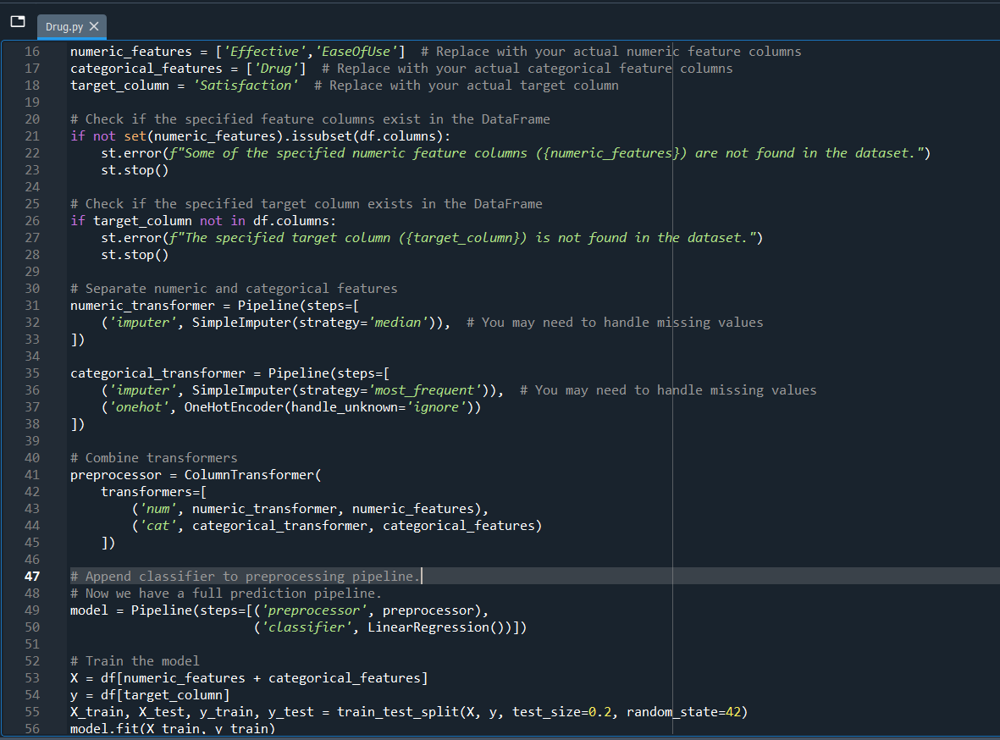 Drug.py
16 numeric_features = ['Effective','EaseOfUse']  # Replace with your actual numeric feature columns
17 categorical_features = ['Drug']  # Replace with your actual categorical feature columns
18 target_column = 'Satisfaction'  # Replace with your actual target column
19
20 # Check if the specified feature columns exist in the DataFrame
21 if not set(numeric_features).issubset(df.columns):
22     st.error(f"Some of the specified numeric feature columns ({numeric_features}) are not found in the dataset.")
23     st.stop()
24
25 # Check if the specified target column exists in the DataFrame
26 if target_column not in df.columns:
27     st.error(f"The specified target column ({target_column}) is not found in the dataset.")
28     st.stop()
29
30 # Separate numeric and categorical features
31 numeric_transformer = Pipeline(steps=[
32     ('imputer', SimpleImputer(strategy='median')),  # You may need to handle missing values
33 ])
34
35 categorical_transformer = Pipeline(steps=[
36     ('imputer', SimpleImputer(strategy='most_frequent')),  # You may need to handle missing values
37     ('onehot', OneHotEncoder(handle_unknown='ignore'))
38 ])
39
40 # Combine transformers
41 preprocessor = ColumnTransformer(
42     transformers=[
43         ('num', numeric_transformer, numeric_features),
44         ('cat', categorical_transformer, categorical_features)
45     ])
46
47 # Append classifier to preprocessing pipeline.
48 # Now we have a full prediction pipeline.
49 model = Pipeline(steps=[('preprocessor', preprocessor),
50                         ('classifier', LinearRegression())])
51
52 # Train the model
53 X = df[numeric_features + categorical_features]
54 y = df[target_column]
55 X_train, X_test, y_train, y_test = train_test_split(X, y, test_size=0.2, random_state=42)
56 model.fit(X_train, y_train)